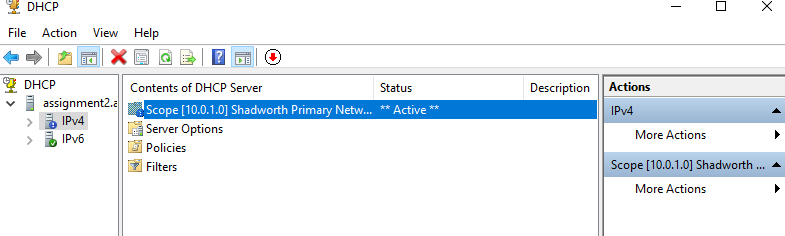 DHCP
File Action View Help
DHCP
assignment2.a
IPv4
IPv6
Contents of DHCP Server Status Description
Scope [10.0.1.0] Shadworth Primary Netw... ** Active **
Server Options
Policies
Filters
Actions
IPv4
More Actions
Scope [10.0.1.0] Shadworth ...
More Actions